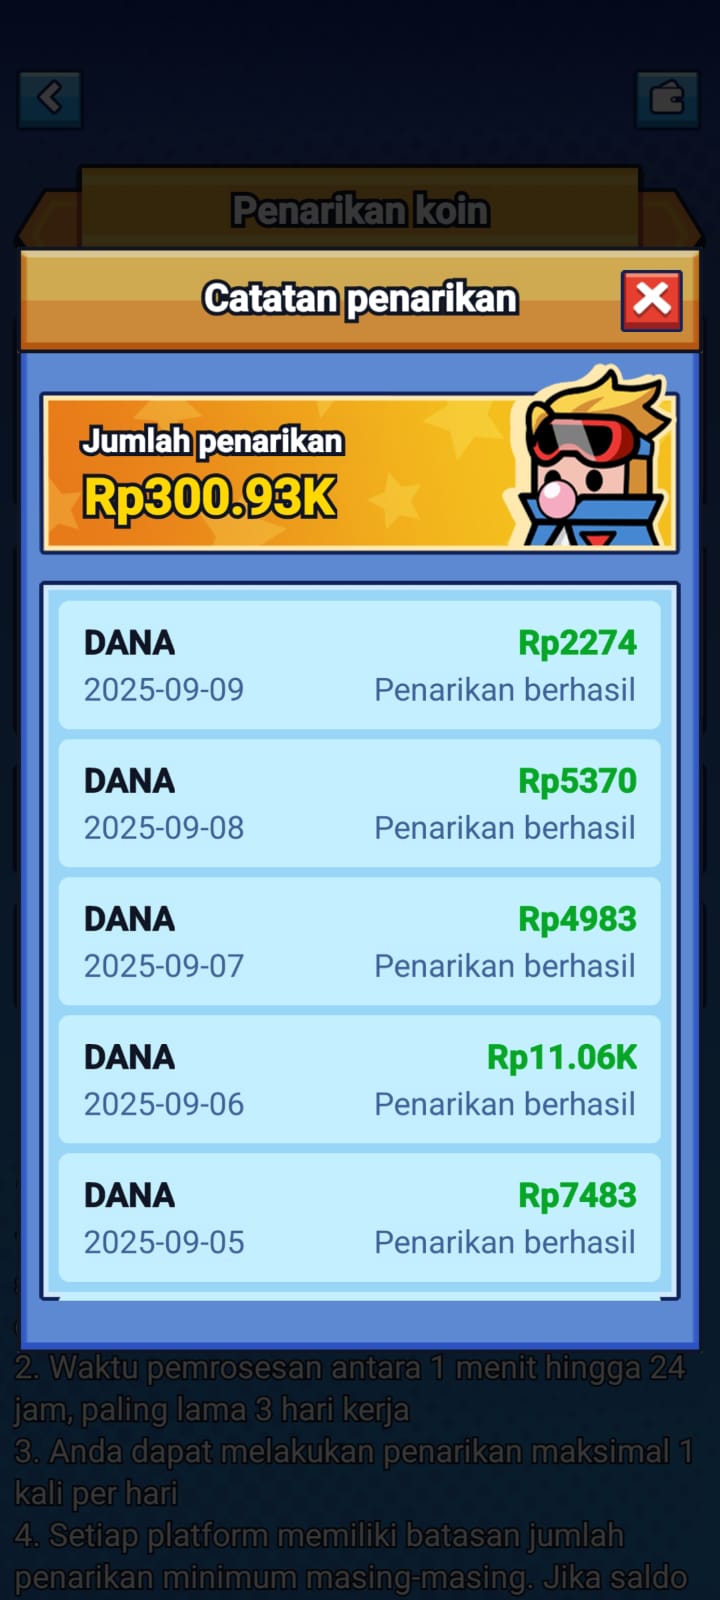 Penarikan koin
Catatan penarikan
Jumlah penarikan
Rp300.93K
DANA
Rp2274
2025-09-09
Penarikan berhasil
DANA
Rp5370
2025-09-08
Penarikan berhasil
DANA
Rp4983
2025-09-07
Penarikan berhasil
DANA
Rp11.06K
2025-09-06
Penarikan berhasil
DANA
Rp7483
2025-09-05
Penarikan berhasil
2. Waktu pemrosesan antara 1 menit hingga 24
jam, paling lama 3 hari kerja
3. Anda dapat melakukan penarikan maksimal 1
kali per hari
4. Setiap platform memiliki batasan jumlah
penarikan minimum masing-masing. Jika saldo